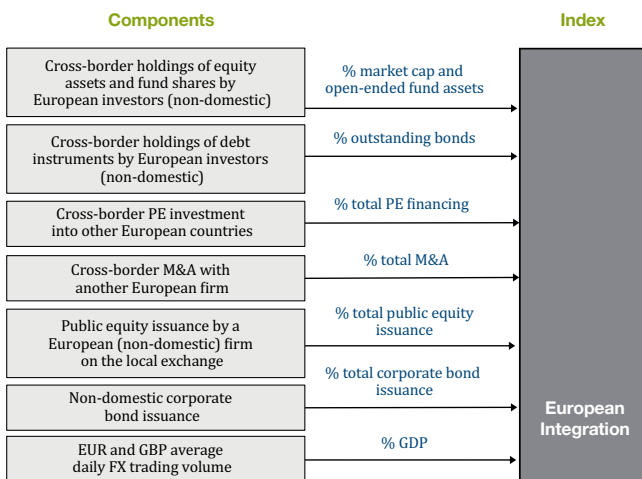 Components
Index
Cross-border holdings of equity
assets and fund shares by
European investors (non-domestic)
% market cap and
open-ended fund assets
Cross-border holdings of debt
instruments by European investors
(non-domestic)
% outstanding bonds
Cross-border PE investment
into other European countries
% total PE financing
Cross-border M&A with
another European firm
% total M&A
Public equity issuance by a
European (non-domestic) firm
on the local exchange
% total public equity
issuance
Non-domestic corporate
bond issuance
% total corporate bond
issuance
EUR and GBP average
daily FX trading volume
% GDP
European
Integration